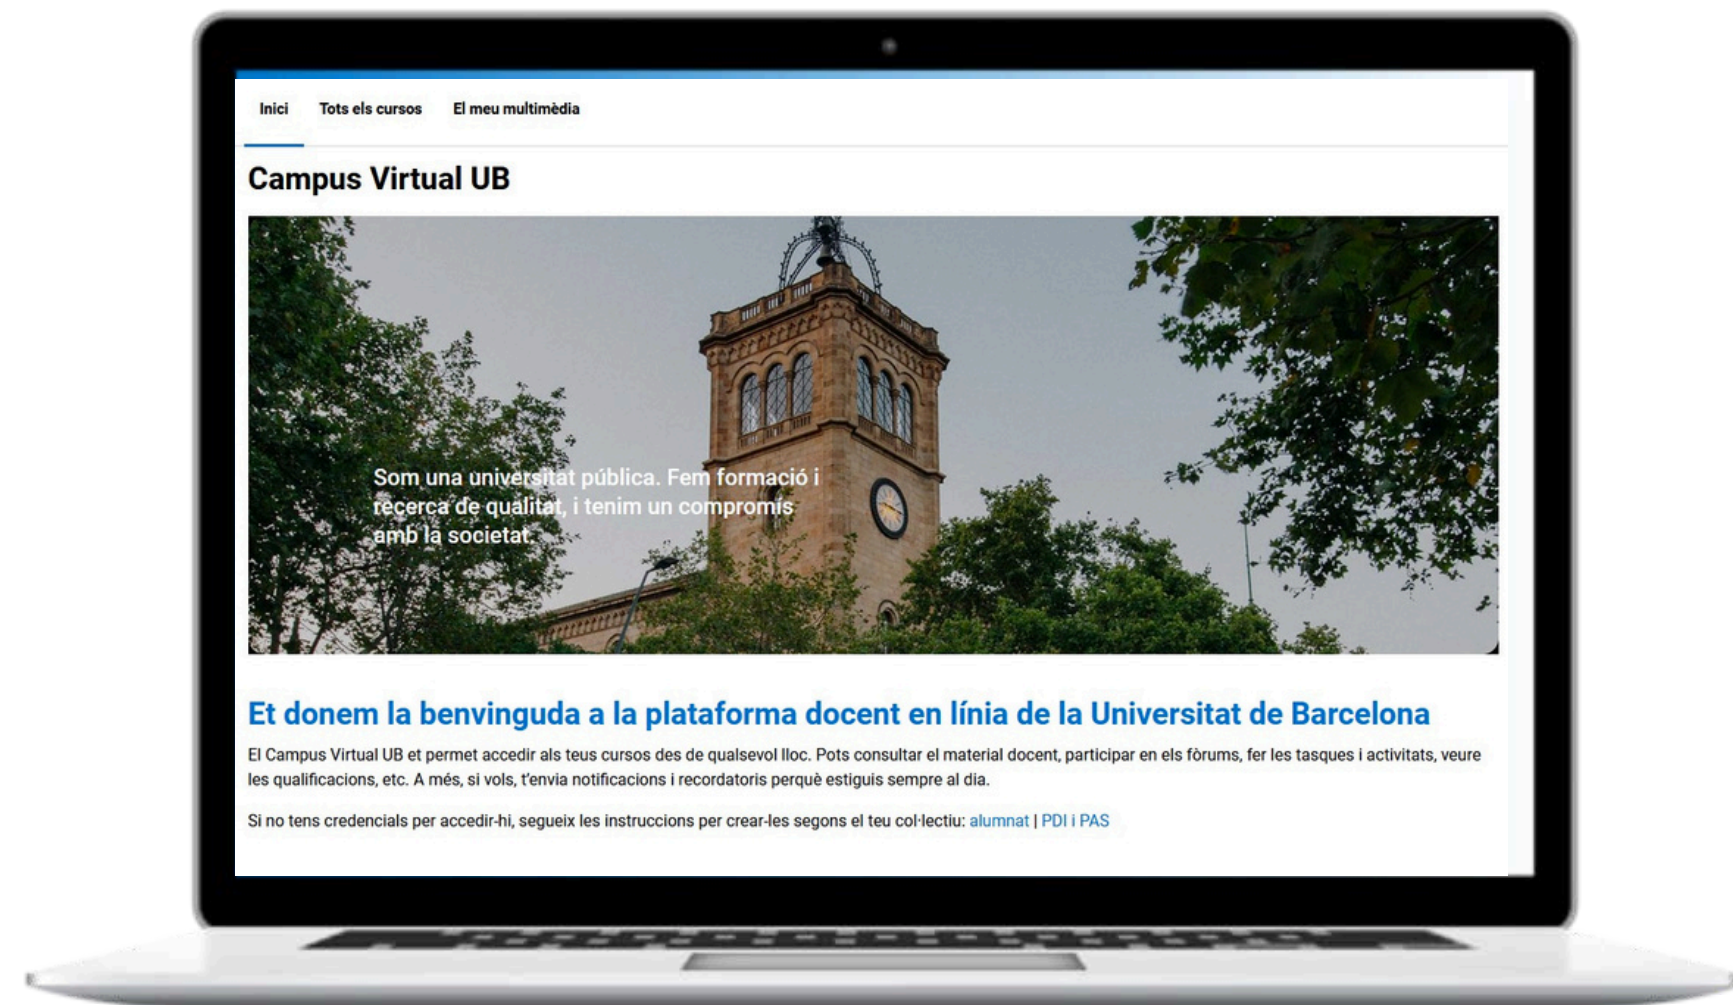 Inici Tots els cursos El meu multimèdia
Campus Virtual UB
Som una universitat pública. Fem formació i
recerca de qualitat, i tenim un compromís
amb la societat.
Et donem la benvinguda a la plataforma docent en línia de la Universitat de Barcelona
El Campus Virtual UB et permet accedir als teus cursos des de qualsevol lloc. Pots consultar el material docent, participar en els fòrums, fer les tasques i activitats, veure
les qualificacions, etc. A més, si vols, t'envia notificacions i recordatoris perquè estiguis sempre al dia.
Si no tens credencials per accedir-hi, segueix les instruccions per crear-les segons el teu col·lectiu: alumnat | PDI i PAS